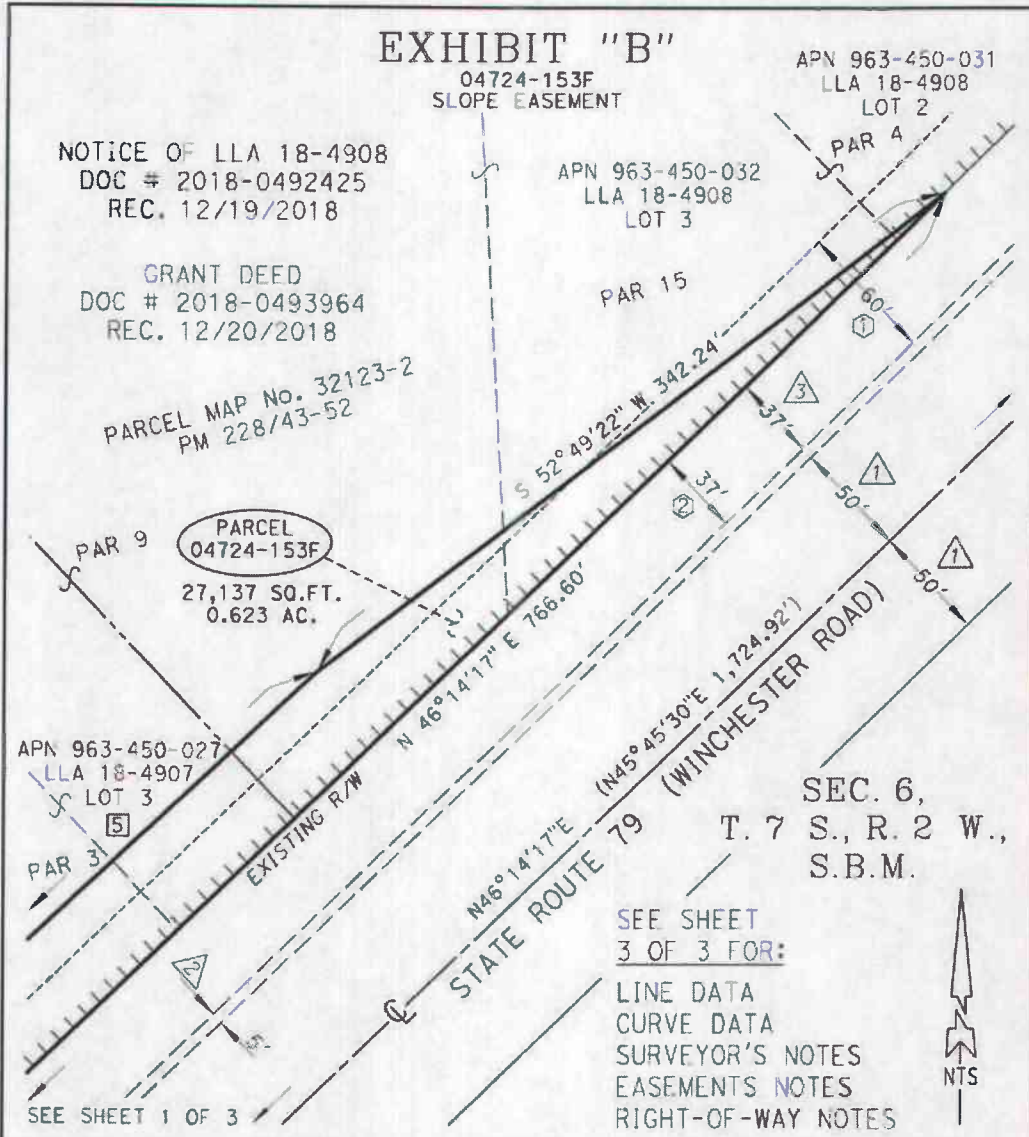 EXHIBIT "B"
04724-153F
SLOPE EASEMENT
APN 963-450-031
LLA 18-4908
LOT 2
PAR 4
NOTICE OF LLA 18-4908
DOC # 2018-0492425
REC. 12/19/2018
APN 963-450-032
LLA 18-4908
LOT 3
GRANT DEED
DOC # 2018-0493964
REC. 12/20/2018
PAR 15
60'
1
PARCEL MAP No. 32123-2
PM 228/43-52
S 52°49'22" W 342.24'
3
37'
1
50'
37'
2
1
50'
PAR 9
PARCEL
04724-153F
27,137 SQ.FT.
0.623 AC.
N 46°14'17" E 766.60'
(N45°45'30"E 1,724.92')
(WINCHESTER ROAD)
APN 963-450-027
LLA 18-4907
LOT 3
5
PAR 3
EXISTING R/W
N46°14'17"E
STATE ROUTE 79
SEC. 6,
T. 7 S., R. 2 W.,
S.B.M.
2
5'
SEE SHEET
3 OF 3 FOR:
LINE DATA
CURVE DATA
SURVEYOR'S NOTES
EASEMENTS NOTES
RIGHT-OF-WAY NOTES
NTS
SEE SHEET 1 OF 3